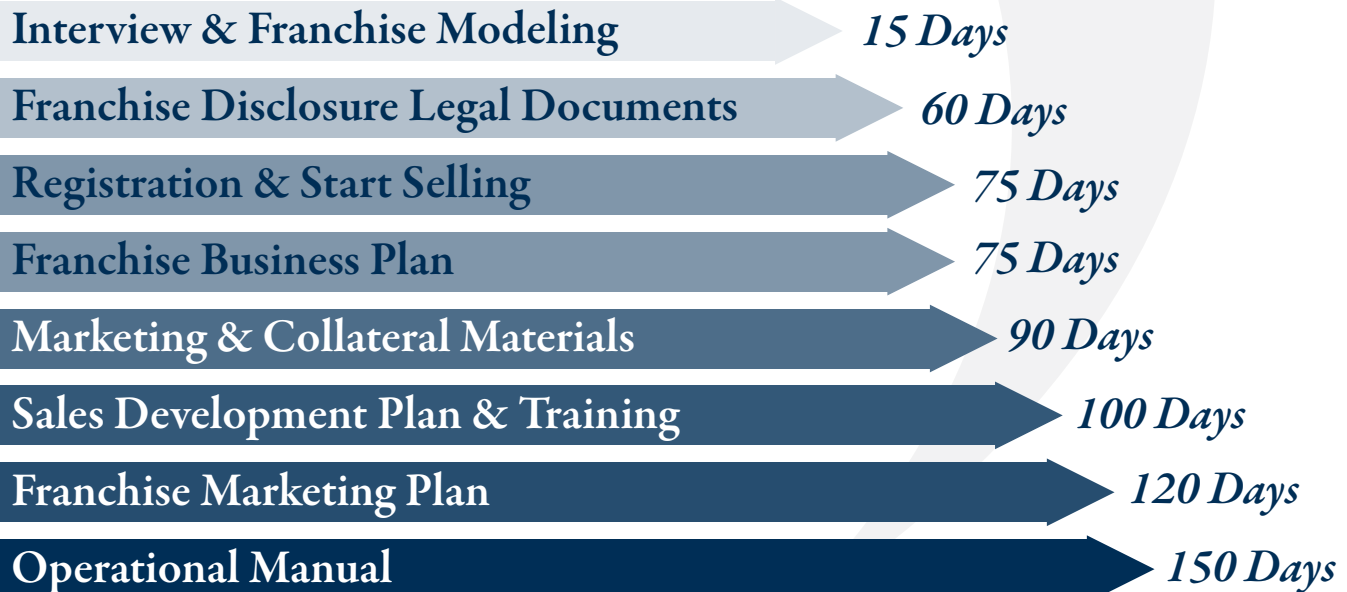 Interview & Franchise Modeling 15 Days
Franchise Disclosure Legal Documents 60 Days
Registration & Start Selling 75 Days
Franchise Business Plan 75 Days
Marketing & Collateral Materials 90 Days
Sales Development Plan & Training 100 Days
Franchise Marketing Plan 120 Days
Operational Manual 150 Days